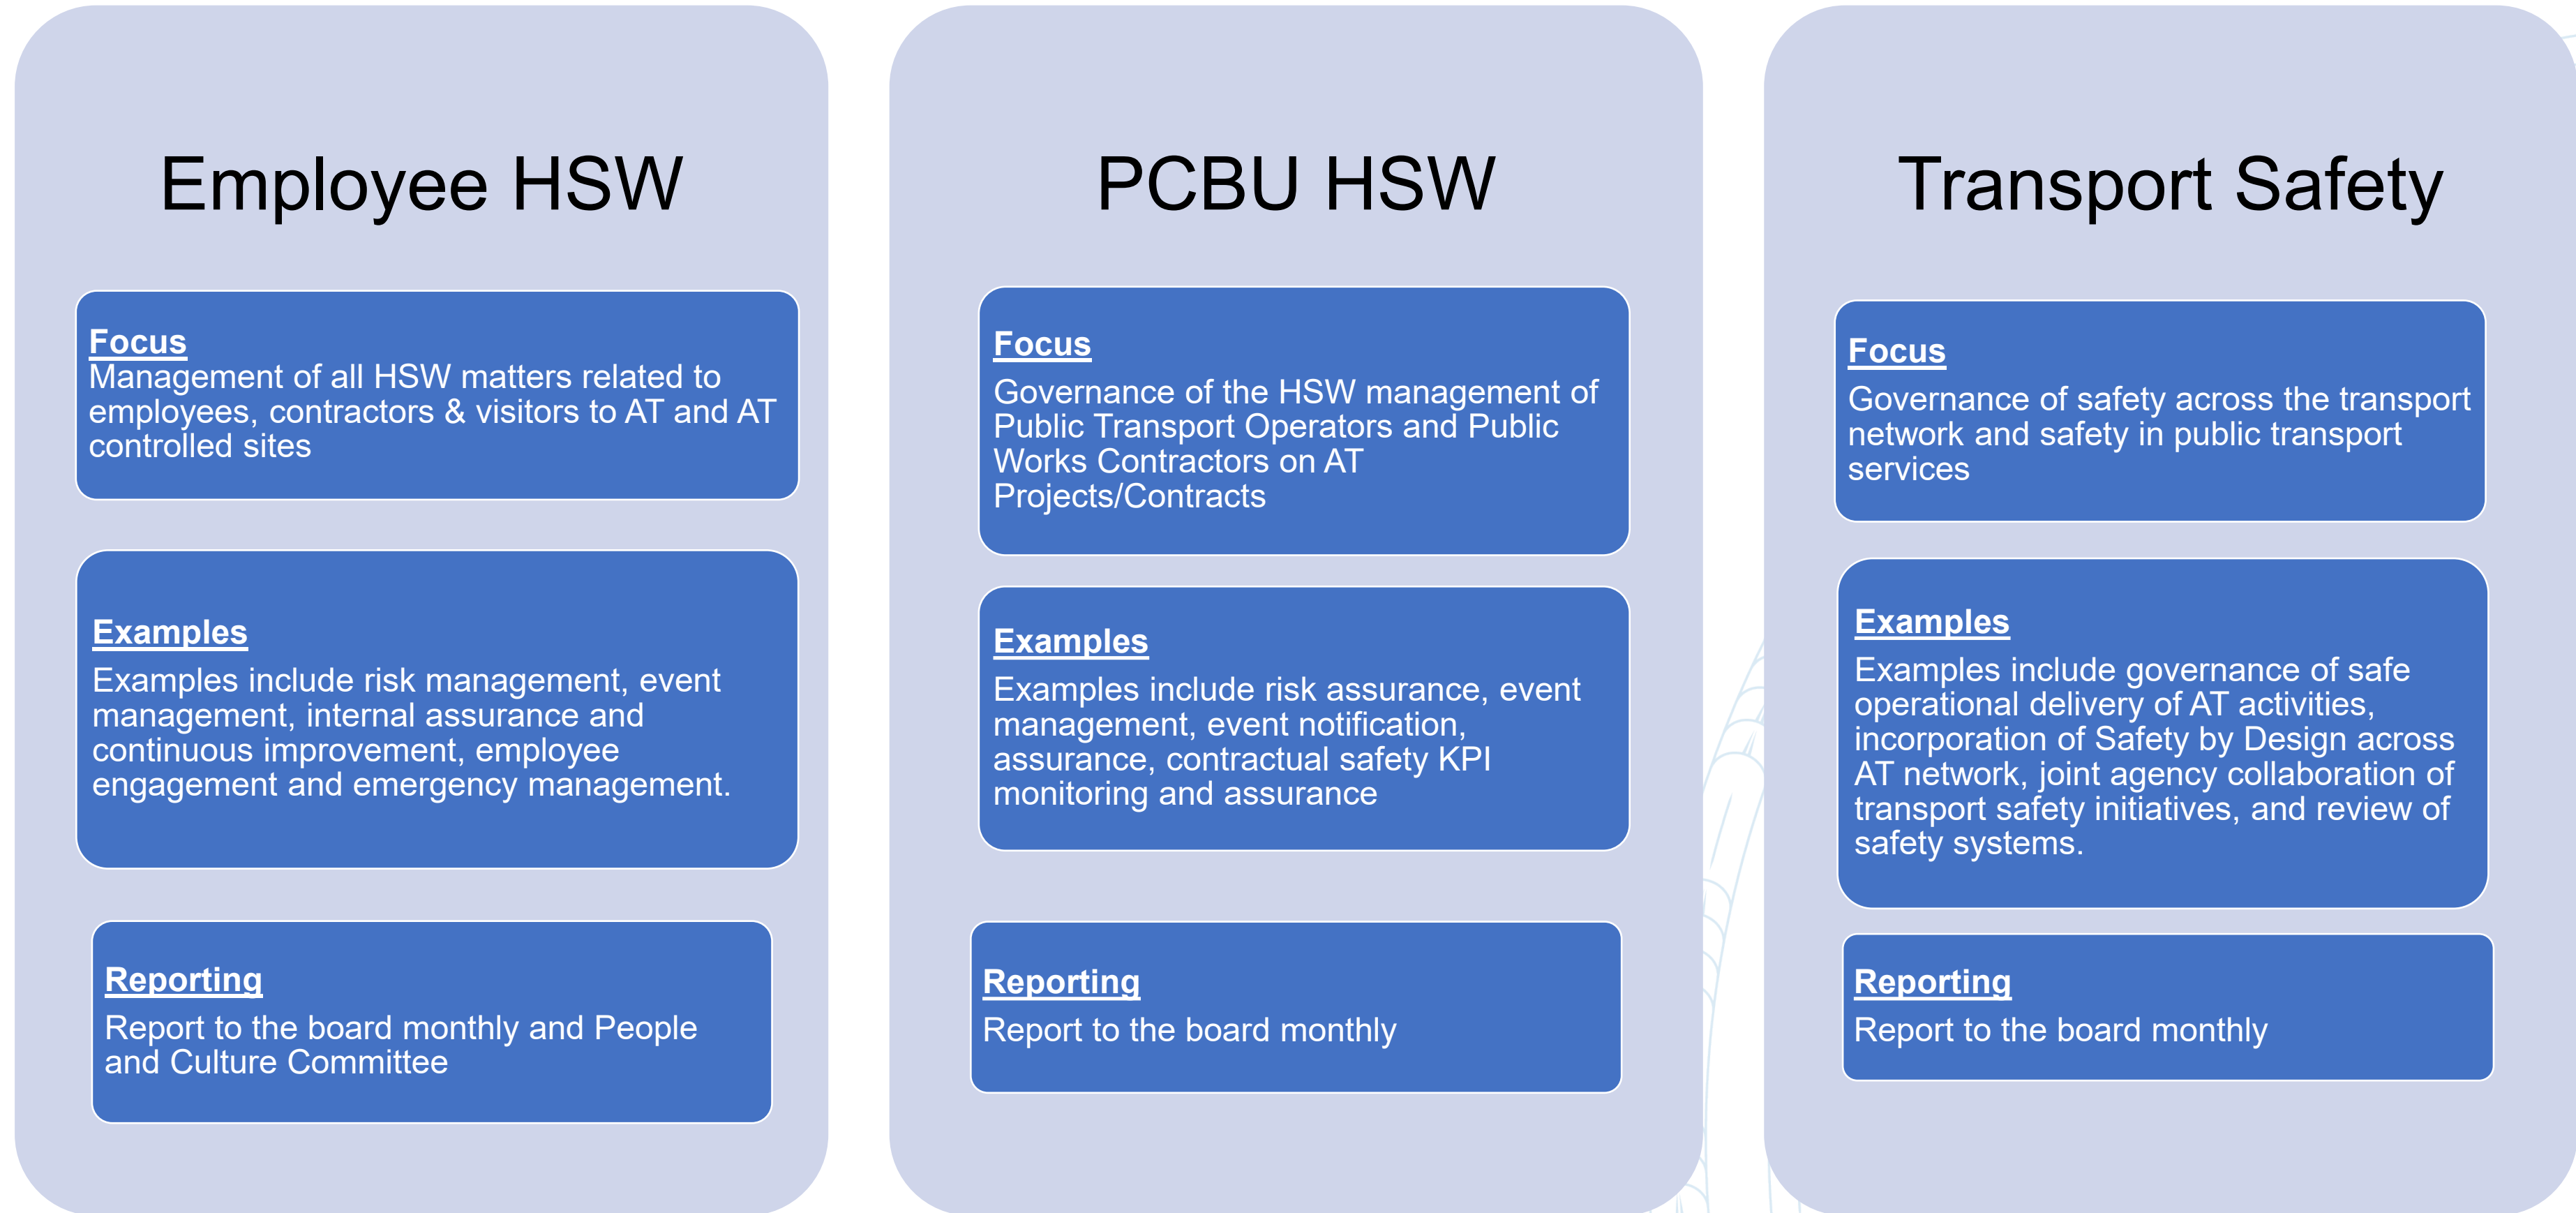 Employee HSW
Focus
Management of all HSW matters related to
employees, contractors & visitors to AT and AT
controlled sites
Examples
Examples include risk management, event
management, internal assurance and
continuous improvement, employee
engagement and emergency management.
Reporting
Report to the board monthly and People
and Culture Committee
PCBU HSW
Focus
Governance of the HSW management of
Public Transport Operators and Public
Works Contractors on AT
Projects/Contracts
Examples
Examples include risk assurance, event
management, event notification,
assurance, contractual safety KPI
monitoring and assurance
Reporting
Report to the board monthly
Transport Safety
Focus
Governance of safety across the transport
network and safety in public transport
services
Examples
Examples include governance of safe
operational delivery of AT activities,
incorporation of Safety by Design across
AT network, joint agency collaboration of
transport safety initiatives, and review of
safety systems.
Reporting
Report to the board monthly